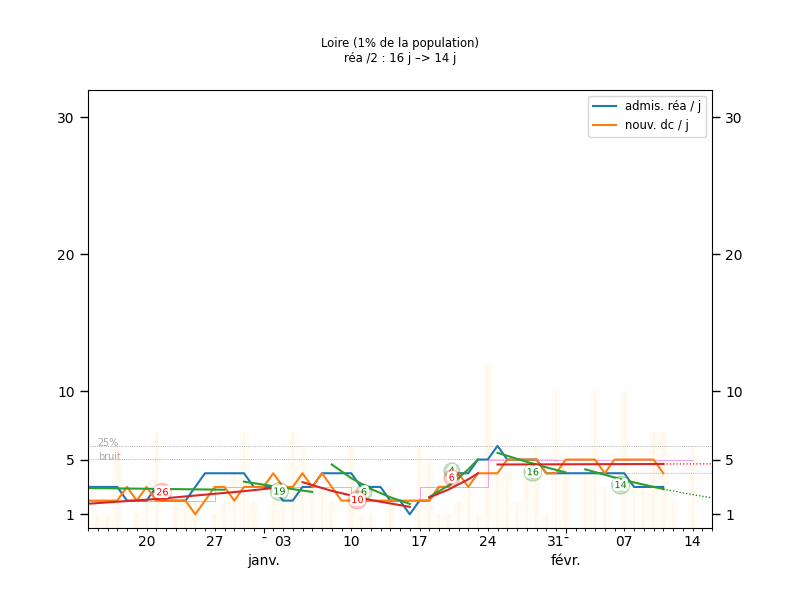 Loire (1% de la population)
réa /2 : 16 j –> 14 j
admis. réa / j
nouv. dc / j
30 30
20 20
10 10
25%
5 bruit 5
4
6
26 19 6 16 14
10
1 1
20 27 03 10 17 24 31 07 14
janv. févr.